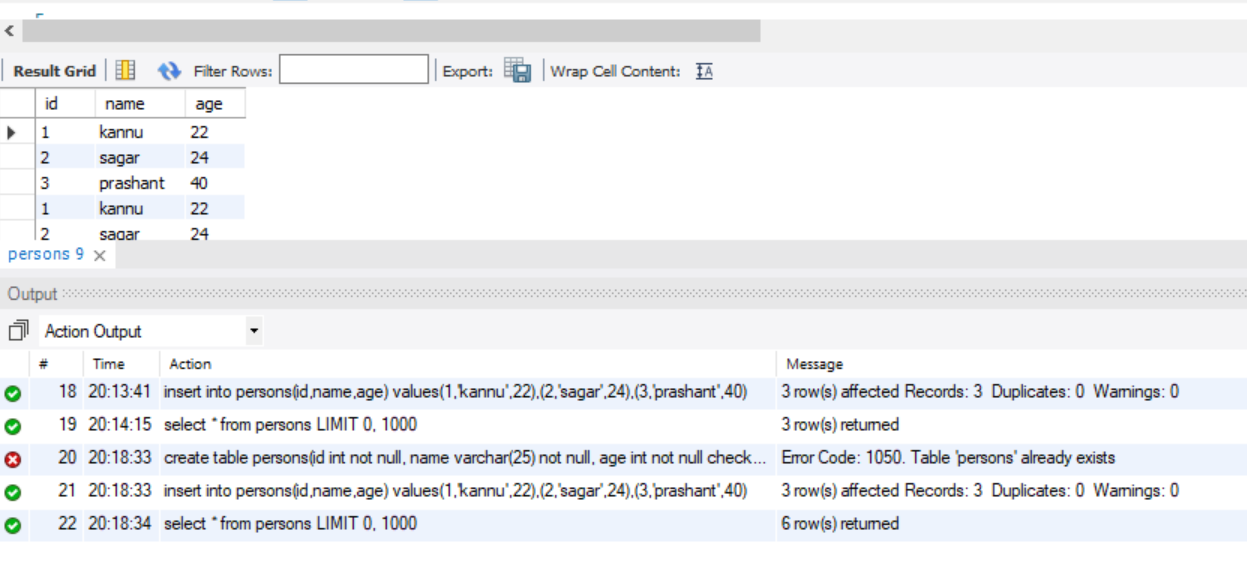 Result Grid Filter Rows: Export: Wrap Cell Content:
id name age
1 kannu 22
2 sagar 24
3 prashant 40
1 kannu 22
2 sagar 24
persons 9
Output
Action Output
# Time Action Message
18 20:13:41 insert into persons(id,name,age) values(1,'kannu',22),(2,'sagar',24),(3,'prashant',40) 3 row(s) affected Records: 3 Duplicates: 0 Warnings: 0
19 20:14:15 select * from persons LIMIT 0, 1000 3 row(s) returned
20 20:18:33 create table persons(id int not null, name varchar(25) not null, age int not null check... Error Code: 1050. Table 'persons' already exists
21 20:18:33 insert into persons(id,name,age) values(1,'kannu',22),(2,'sagar',24),(3,'prashant',40) 3 row(s) affected Records: 3 Duplicates: 0 Warnings: 0
22 20:18:34 select * from persons LIMIT 0, 1000 6 row(s) returned